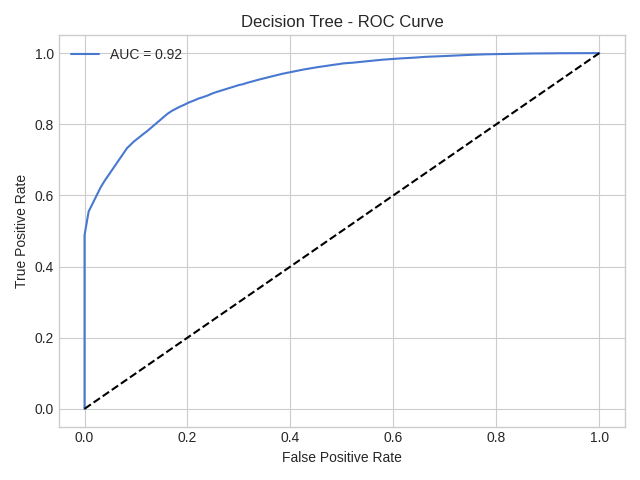 Decision Tree - ROC Curve
AUC = 0.92
1.0
0.8
0.6
0.4
0.2
0.0
True Positive Rate
0.0 0.2 0.4 0.6 0.8 1.0
False Positive Rate